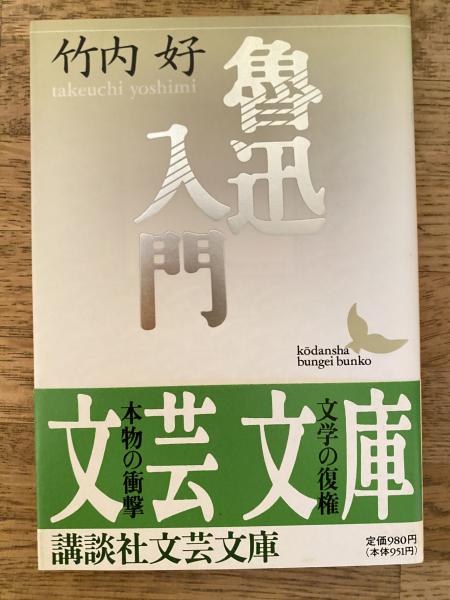 竹内 好
takeuchi yoshimi
魯迅
入門
kōdansha
bungei bunko
文芸文庫
文学の復権
本物の衝撃
講談社文芸文庫
定価980円
(本体951円)